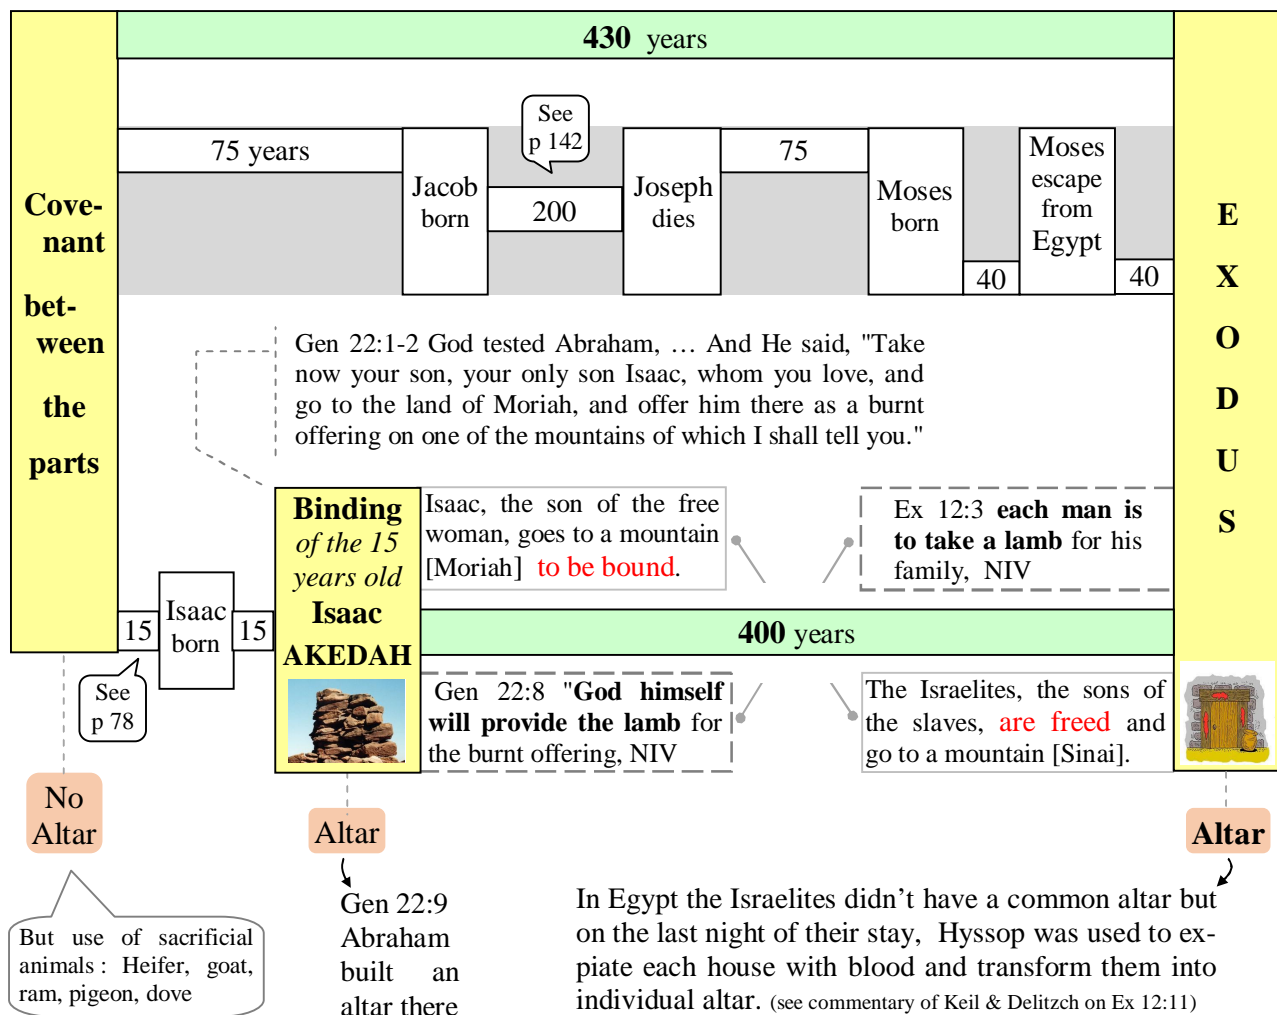 430 years
Cove-
nant
bet-
ween
the
parts
75 years
Jacob
born
See
p 142
200
Joseph
dies
75
Moses
born
40
Moses
escape
from
Egypt
40
E
X
O
D
U
S
Gen 22:1-2 God tested Abraham, … And He said, "Take
now your son, your only son Isaac, whom you love, and
go to the land of Moriah, and offer him there as a burnt
offering on one of the mountains of which I shall tell you."
15
Isaac
born
15
See
p 78
Binding
of the 15
years old
Isaac
AKEDAH
Isaac, the son of the free
woman, goes to a mountain
[Moriah] to be bound.
Ex 12:3 each man is
to take a lamb for his
family, NIV
400 years
Gen 22:8 "God himself
will provide the lamb for
the burnt offering, NIV
The Israelites, the sons of
the slaves, are freed and
go to a mountain [Sinai].
No
Altar
Altar
Altar
But use of sacrificial
animals : Heifer, goat,
ram, pigeon, dove
Gen 22:9
Abraham
built an
altar there
In Egypt the Israelites didn't have a common altar but
on the last night of their stay, Hyssop was used to ex-
piate each house with blood and transform them into
individual altar. (see commentary of Keil & Delitzch on Ex 12:11)